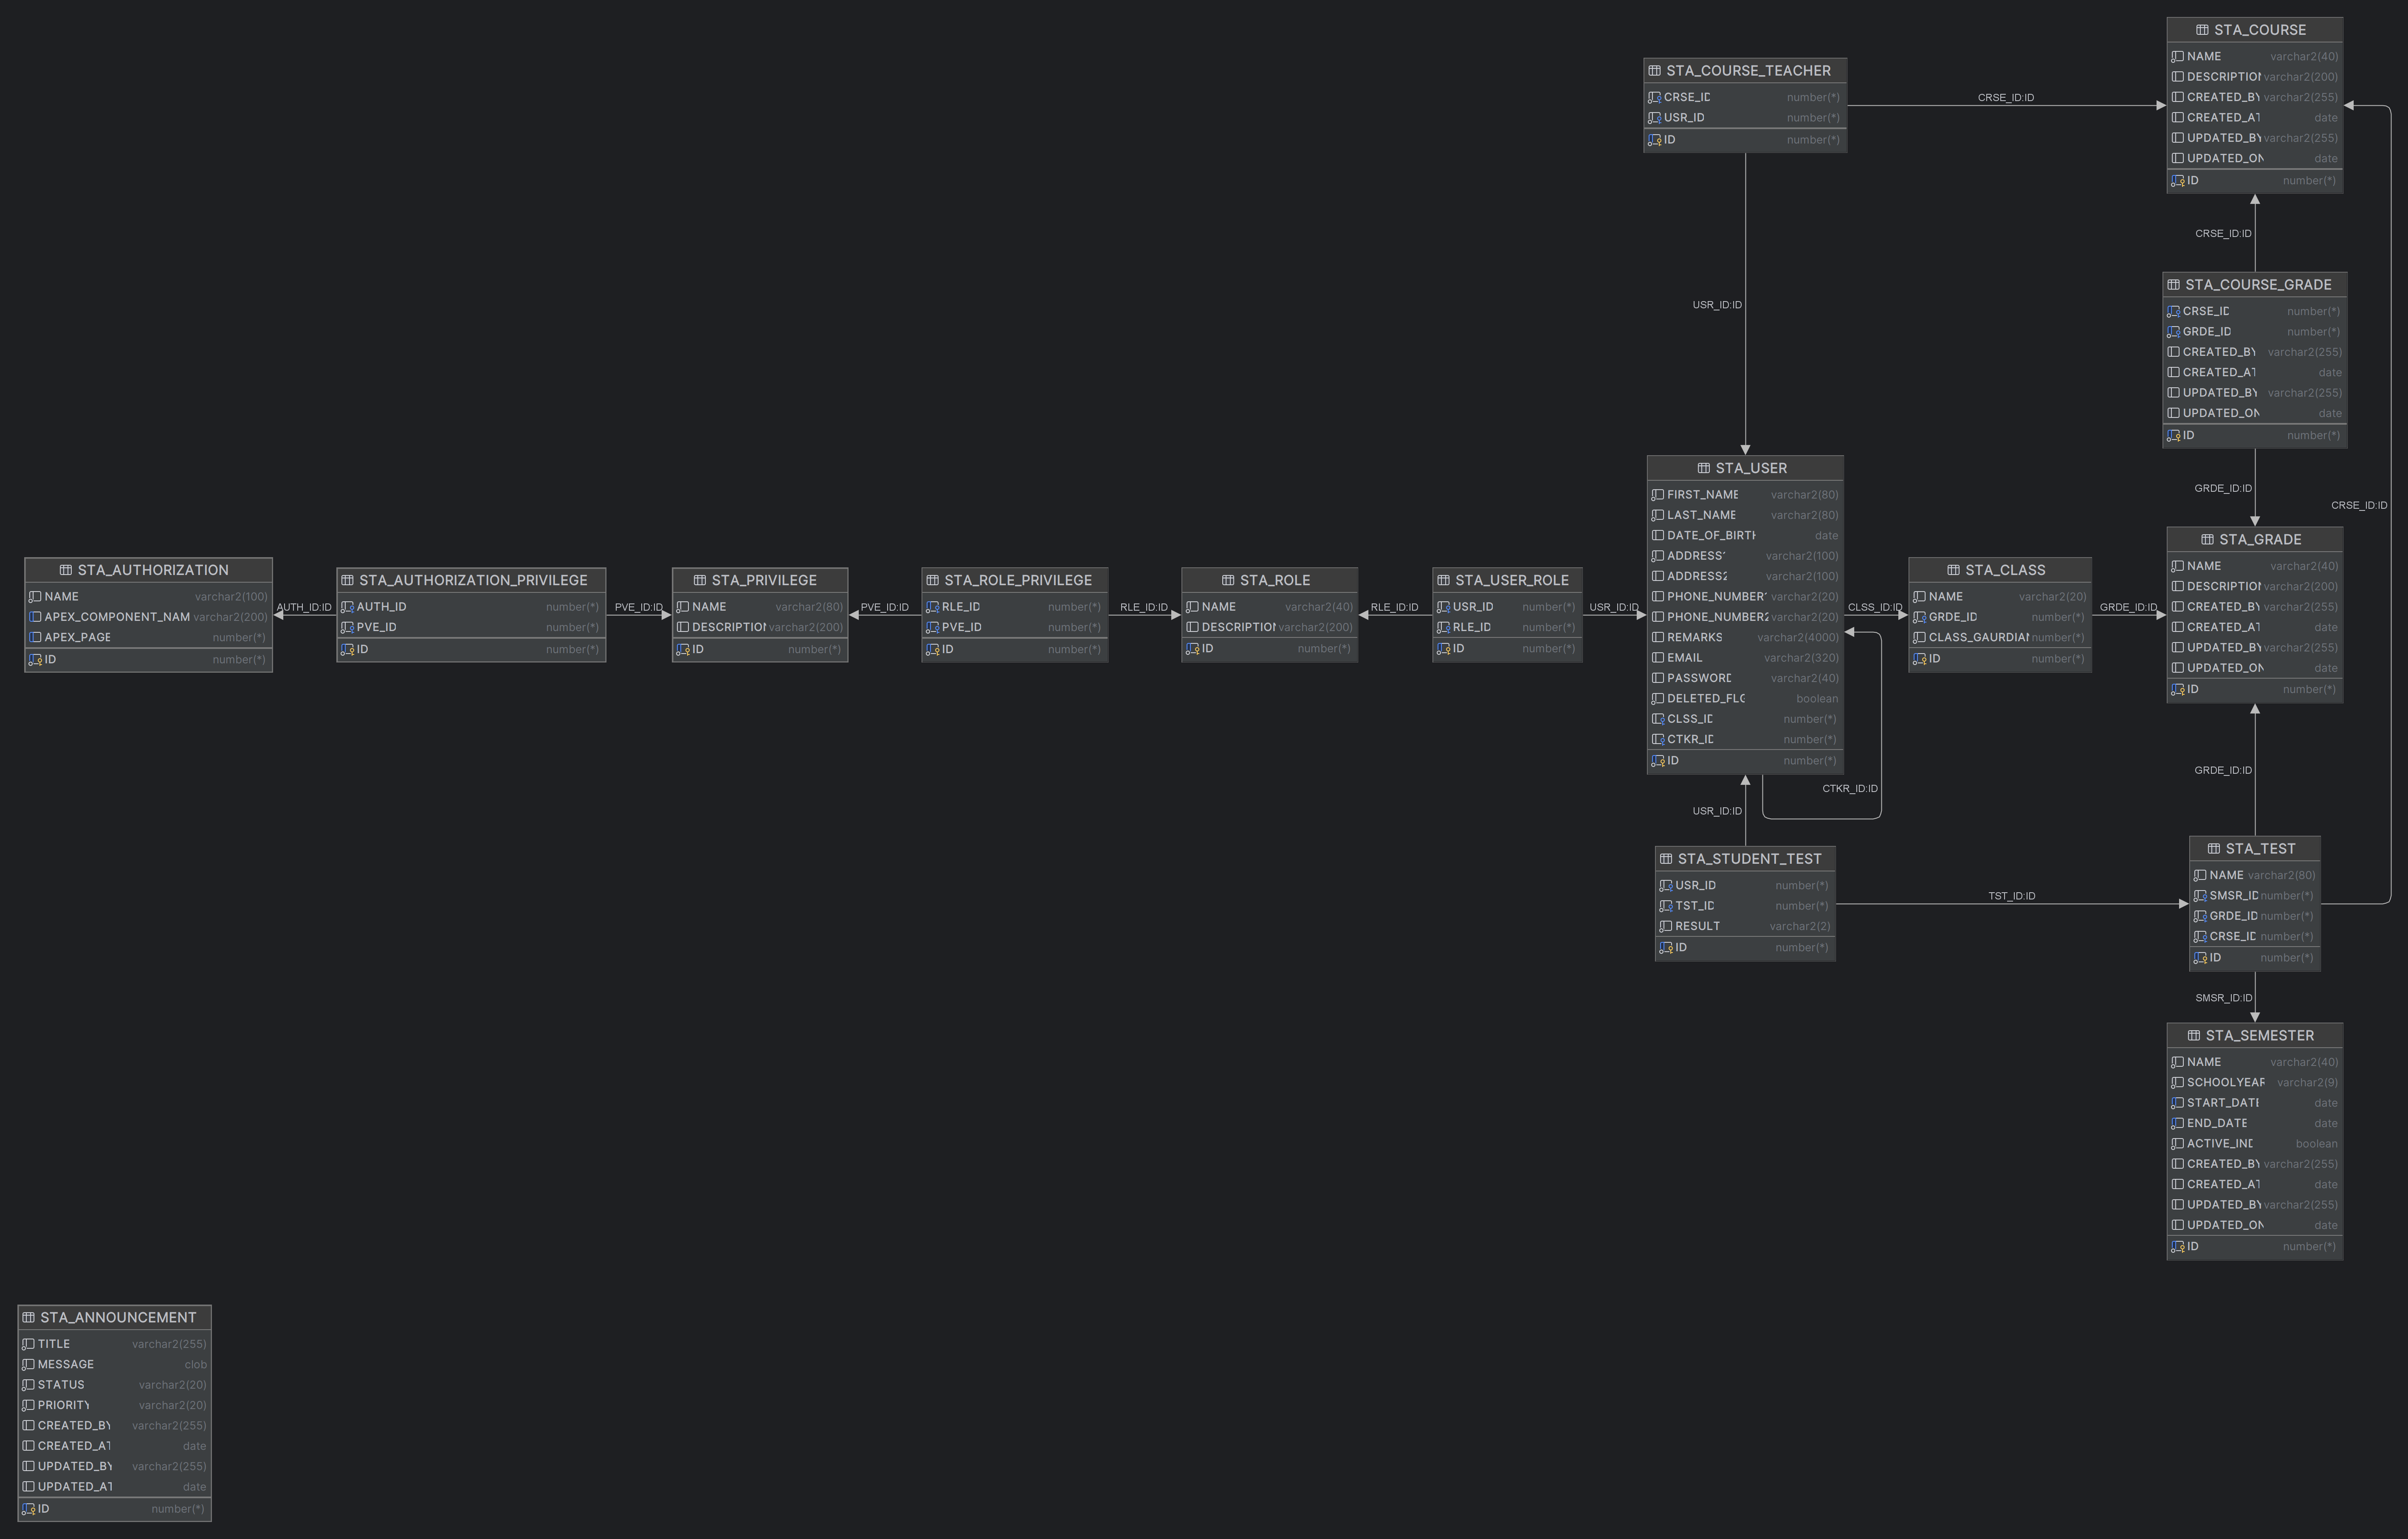 STA_COURSE
NAME varchar2(40)
DESCRIPTION varchar2(200)
CREATED_BY varchar2(255)
CREATED_AT date
UPDATED_BY varchar2(255)
UPDATED_ON date
ID number(*)
STA_COURSE_TEACHER
CRSE_ID number(*)
USR_ID number(*)
ID number(*)
CRSE_ID:ID
CRSE_ID:ID
STA_COURSE_GRADE
CRSE_ID number(*)
GRDE_ID number(*)
CREATED_BY varchar2(255)
CREATED_AT date
UPDATED_BY varchar2(255)
UPDATED_ON date
ID number(*)
USR_ID:ID
GRDE_ID:ID
CRSE_ID:ID
STA_AUTHORIZATION
NAME varchar2(100)
APEX_COMPONENT_NAM varchar2(200)
APEX_PAGE number(*)
ID number(*)
AUTH_ID:ID
STA_AUTHORIZATION_PRIVILEGE
AUTH_ID number(*)
PVE_ID number(*)
ID number(*)
PVE_ID:ID
STA_PRIVILEGE
NAME varchar2(80)
DESCRIPTION varchar2(200)
ID number(*)
PVE_ID:ID
STA_ROLE_PRIVILEGE
RLE_ID number(*)
PVE_ID number(*)
ID number(*)
RLE_ID:ID
STA_ROLE
NAME varchar2(40)
DESCRIPTION varchar2(200)
ID number(*)
RLE_ID:ID
STA_USER_ROLE
USR_ID number(*)
RLE_ID number(*)
ID number(*)
USR_ID:ID
STA_USER
FIRST_NAME varchar2(80)
LAST_NAME varchar2(80)
DATE_OF_BIRTH date
ADDRESS1 varchar2(100)
ADDRESS2 varchar2(100)
PHONE_NUMBER1 varchar2(20)
PHONE_NUMBER2 varchar2(20)
REMARKS varchar2(4000)
EMAIL varchar2(320)
PASSWORD varchar2(40)
DELETED_FLG boolean
CLSS_ID number(*)
CTKR_ID number(*)
ID number(*)
CLSS_ID:ID
CTKR_ID:ID
STA_CLASS
NAME varchar2(20)
GRDE_ID number(*)
CLASS_GAURDIAN number(*)
ID number(*)
GRDE_ID:ID
STA_GRADE
NAME varchar2(40)
DESCRIPTION varchar2(200)
CREATED_BY varchar2(255)
CREATED_AT date
UPDATED_BY varchar2(255)
UPDATED_ON date
ID number(*)
GRDE_ID:ID
USR_ID:ID
STA_STUDENT_TEST
USR_ID number(*)
TST_ID number(*)
RESULT varchar2(2)
ID number(*)
TST_ID:ID
STA_TEST
NAME varchar2(80)
SMSR_ID number(*)
GRDE_ID number(*)
CRSE_ID number(*)
ID number(*)
SMSR_ID:ID
STA_SEMESTER
NAME varchar2(40)
SCHOOLYEAR varchar2(9)
START_DATE date
END_DATE date
ACTIVE_IND boolean
CREATED_BY varchar2(255)
CREATED_AT date
UPDATED_BY varchar2(255)
UPDATED_ON date
ID number(*)
STA_ANNOUNCEMENT
TITLE varchar2(255)
MESSAGE clob
STATUS varchar2(20)
PRIORITY varchar2(20)
CREATED_BY varchar2(255)
CREATED_AT date
UPDATED_BY varchar2(255)
UPDATED_AT date
ID number(*)